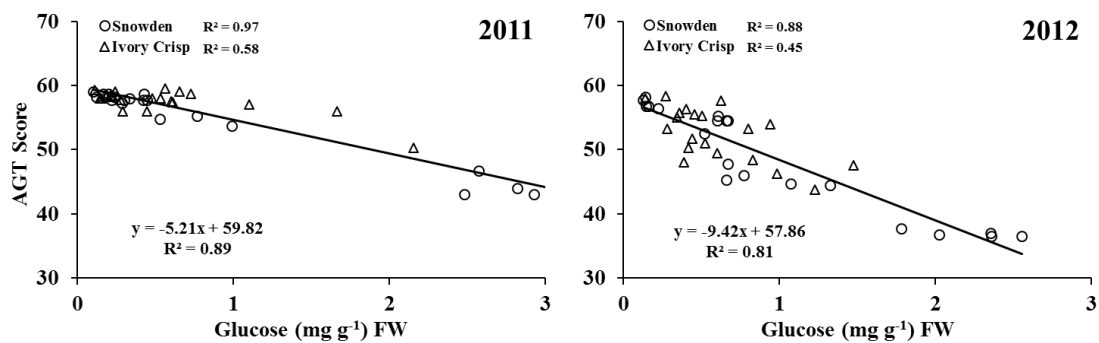 70
60
50
40
30
AGT Score
Snowden R² = 0.97
Ivory Crisp R² = 0.58
2011
y = -5.21x + 59.82
R² = 0.89
0 1 2 3
Glucose (mg g⁻¹) FW
70
60
50
40
30
Snowden R² = 0.88
Ivory Crisp R² = 0.45
2012
y = -9.42x + 57.86
R² = 0.81
0 1 2 3
Glucose (mg g⁻¹) FW